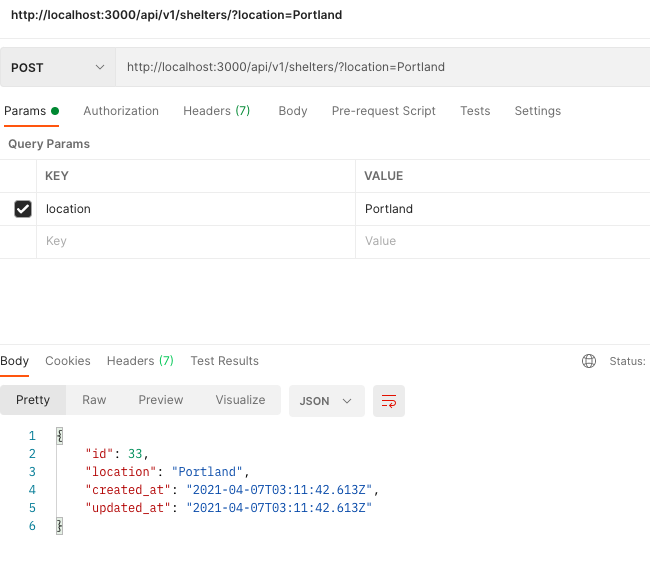 http://localhost:3000/api/v1/shelters/?location=Portland
POST http://localhost:3000/api/v1/shelters/?location=Portland
Params Authorization Headers (7) Body Pre-request Script Tests Settings
Query Params
KEY VALUE
location Portland
Key Value
Body Cookies Headers (7) Test Results Status:
Pretty Raw Preview Visualize JSON
1 {
2 "id": 33,
3 "location": "Portland",
4 "created_at": "2021-04-07T03:11:42.613Z",
5 "updated_at": "2021-04-07T03:11:42.613Z"
6 }